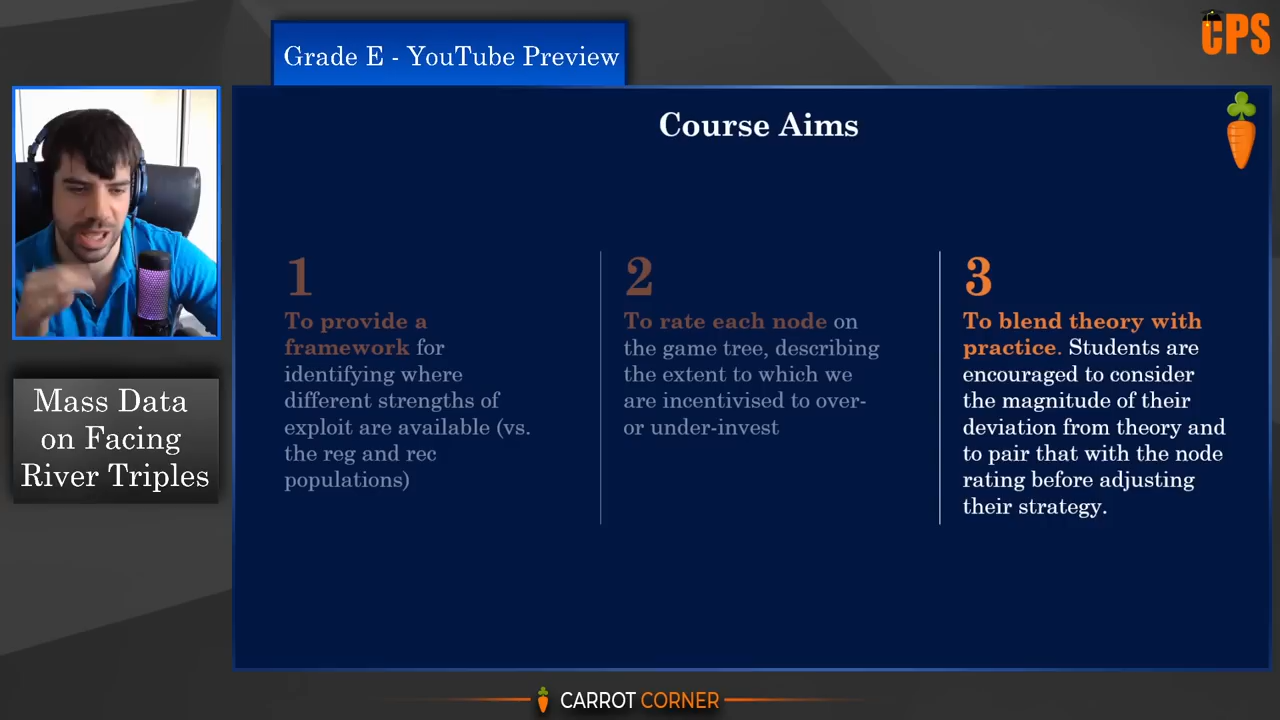 Grade E - YouTube Preview
CPS
Course Aims
Mass Data
on Facing
River Triples
1
To provide a
framework for
identifying where
different strengths of
exploit are available (vs.
the reg and rec
populations)
2
To rate each node on
the game tree, describing
the extent to which we
are incentivised to over-
or under-invest
3
To blend theory with
practice. Students are
encouraged to consider
the magnitude of their
deviation from theory and
to pair that with the node
rating before adjusting
their strategy.
CARROT CORNER